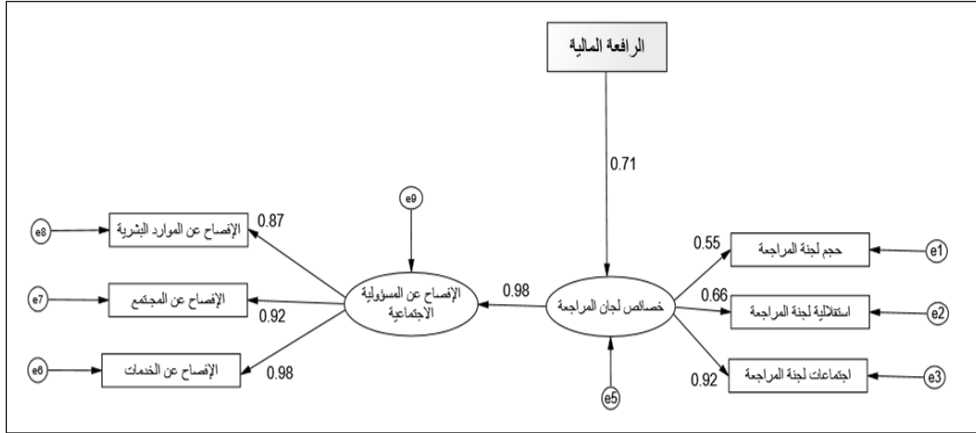 الرافعة المالية
0.71
e9
e8
الإفصاح عن الموارد البشرية
0.87
0.55
حجم لجنة المراجعة
e1
e7
الإفصاح عن المجتمع
0.92
الإفصاح عن المسؤولية
الاجتماعية
0.98
خصائص لجان المراجعة
0.66
استقلالية لجنة المراجعة
e2
e6
الإفصاح عن الخدمات
0.98
e5
0.92
اجتماعات لجنة المراجعة
e3